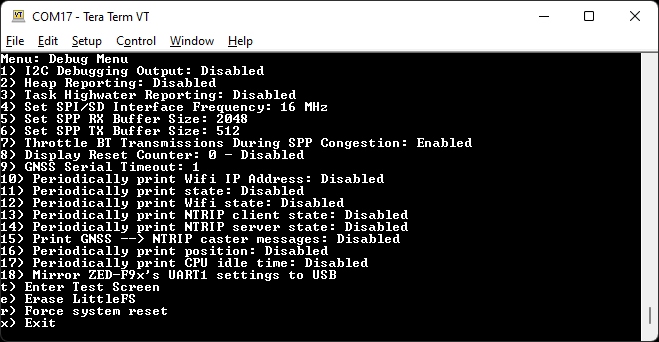 COM17 - Tera Term VT
File Edit Setup Control Window Help
Menu: Debug Menu
1) I2C Debugging Output: Disabled
2) Heap Reporting: Disabled
3) Task Highwater Reporting: Disabled
4) Set SPI/SD Interface Frequency: 16 MHz
5) Set SPP RX Buffer Size: 2048
6) Set SPP TX Buffer Size: 512
7) Throttle BT Transmissions During SPP Congestion: Enabled
8) Display Reset Counter: 0 - Disabled
9) GNSS Serial Timeout: 1
10) Periodically print Wifi IP Address: Disabled
11) Periodically print state: Disabled
12) Periodically print Wifi state: Disabled
13) Periodically print NTRIP client state: Disabled
14) Periodically print NTRIP server state: Disabled
15) Print GNSS --> NTRIP caster messages: Disabled
16) Periodically print position: Disabled
17) Periodically print CPU idle time: Disabled
18) Mirror ZED-F9x's UART1 settings to USB
t) Enter Test Screen
e) Erase LittleFS
r) Force system reset
x) Exit